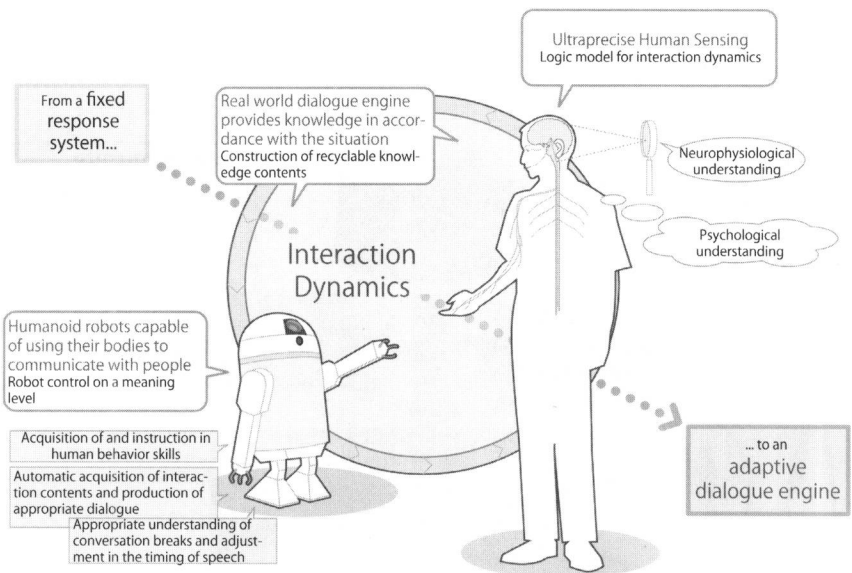 Ultraprecise Human Sensing
Logic model for interaction dynamics
From a fixed
response
system...
Real world dialogue engine
provides knowledge in accor-
dance with the situation
Construction of recyclable knowl-
edge contents
Neurophysiological
understanding
Psychological
understanding
Interaction
Dynamics
Humanoid robots capable
of using their bodies to
communicate with people
Robot control on a meaning
level
Acquisition of and instruction in
human behavior skills
Automatic acquisition of interac-
tion contents and production of
appropriate dialogue
Appropriate understanding of
conversation breaks and adjust-
ment in the timing of speech
... to an
adaptive
dialogue engine